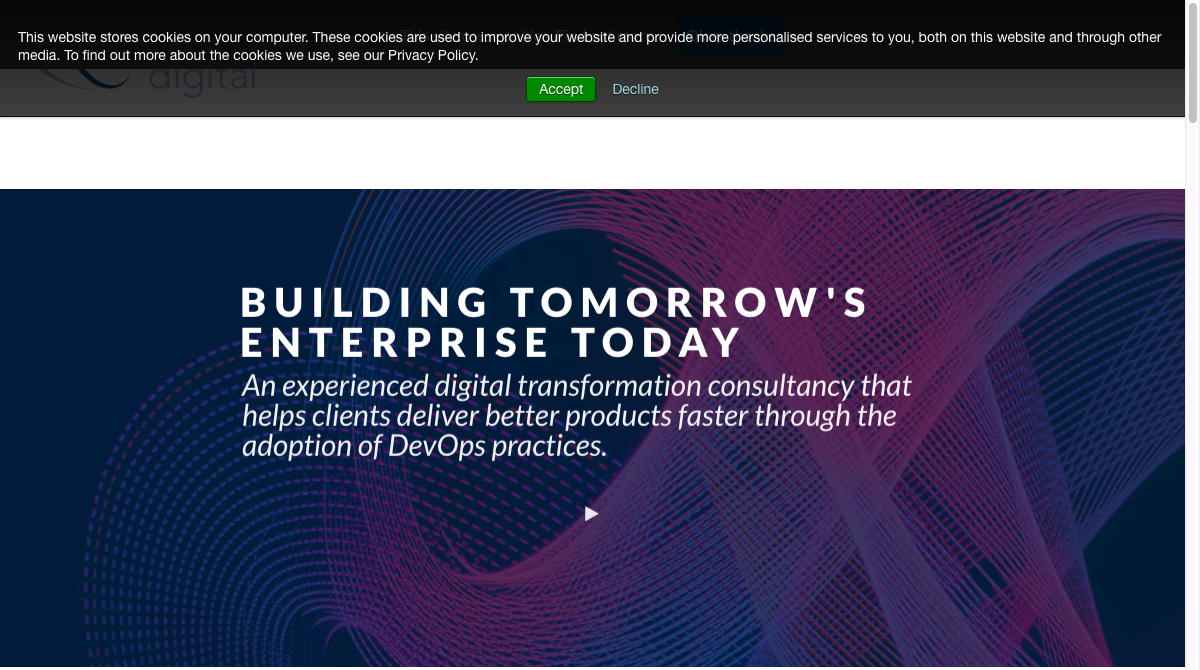 This website stores cookies on your computer. These cookies are used to improve your website and provide more personalised services to you, both on this website and through other
media. To find out more about the cookies we use, see our Privacy Policy.
digital
Accept
Decline
BUILDING TOMORROW'S
ENTERPRISE TODAY
An experienced digital transformation consultancy that
helps clients deliver better products faster through the
adoption of DevOps practices.